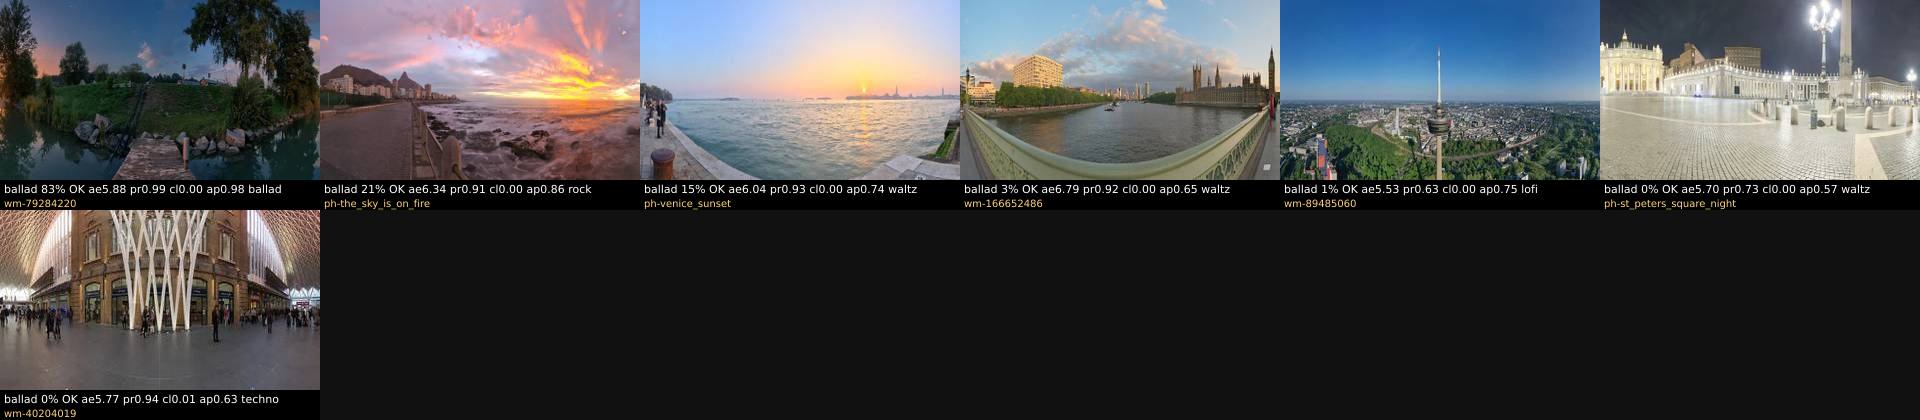 ballad 83% OK ae5.88 pr0.99 cl0.00 ap0.98 ballad
wm-79284220
ballad 21% OK ae6.34 pr0.91 cl0.00 ap0.86 rock
ph-the_sky_is_on_fire
ballad 15% OK ae6.04 pr0.93 cl0.00 ap0.74 waltz
ph-venice_sunset
ballad 3% OK ae6.79 pr0.92 cl0.00 ap0.65 waltz
wm-166652486
ballad 1% OK ae5.53 pr0.63 cl0.00 ap0.75 lofi
wm-89485060
ballad 0% OK ae5.70 pr0.73 cl0.00 ap0.57 waltz
ph-st_peters_square_night
ballad 0% OK ae5.77 pr0.94 cl0.01 ap0.63 techno
wm-40204019